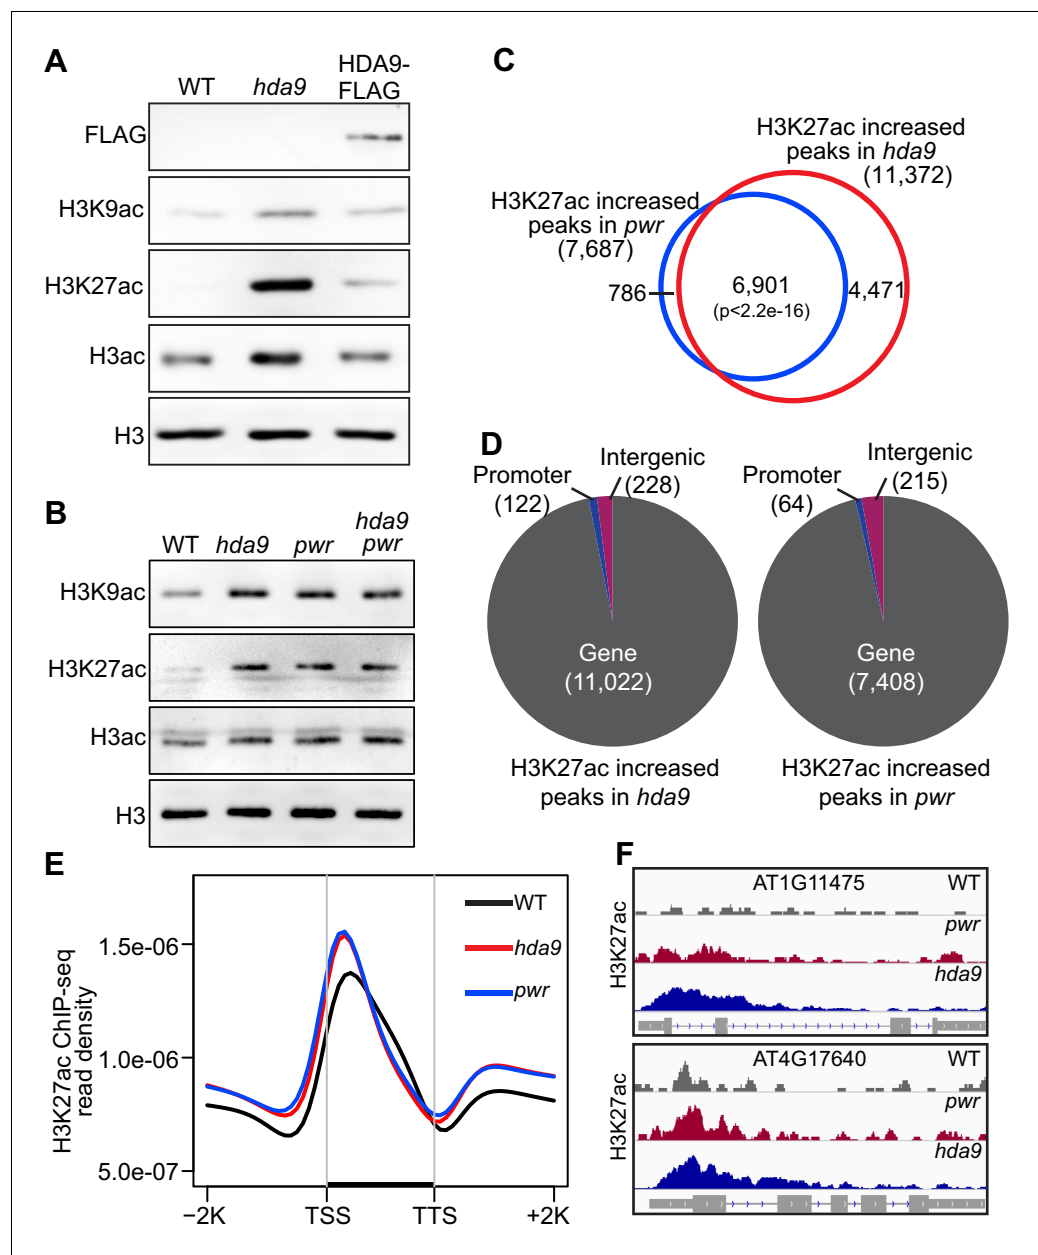 A
WT
hda9
HDA9-
FLAG
FLAG
H3K9ac
H3K27ac
H3ac
H3
B
WT
hda9
pwr
hda9
pwr
H3K9ac
H3K27ac
H3ac
H3
C
H3K27ac increased
peaks in hda9
(11,372)
H3K27ac increased
peaks in pwr
(7,687)
786
6,901
(p<2.2e-16)
4,471
D
Promoter
(122)
Intergenic
(228)
Gene
(11,022)
H3K27ac increased
peaks in hda9
Promoter
(64)
Intergenic
(215)
Gene
(7,408)
H3K27ac increased
peaks in pwr
E
H3K27ac ChIP-seq
read density
1.5e-06
1.0e-06
5.0e-07
WT
hda9
pwr
−2K
TSS
TTS
+2K
F
H3K27ac
AT1G11475
WT
pwr
hda9
H3K27ac
AT4G17640
WT
pwr
hda9